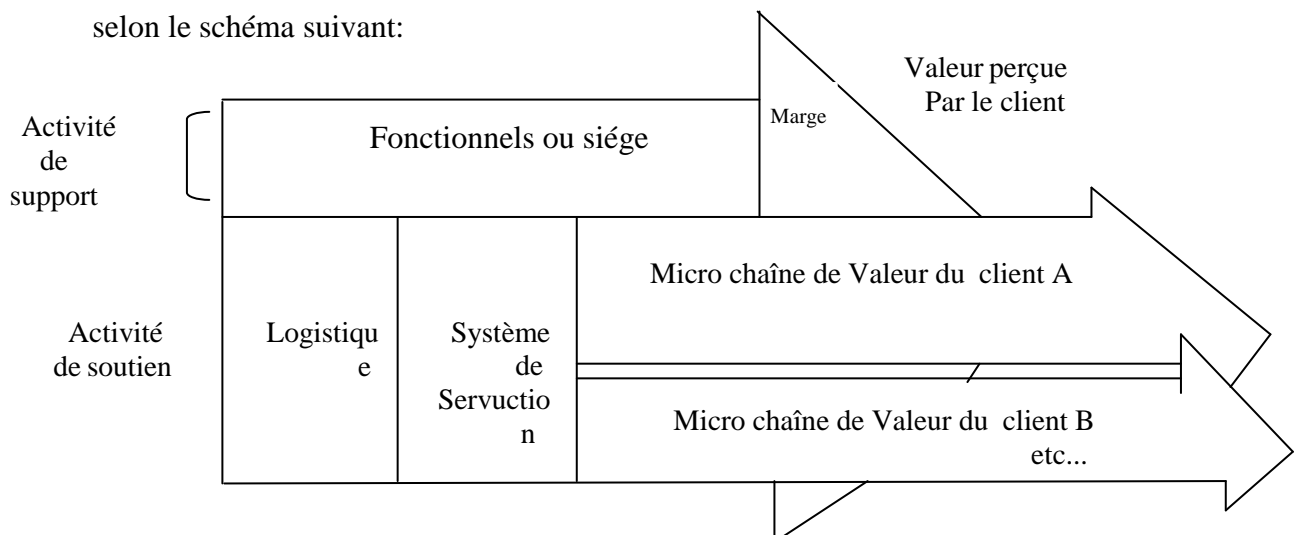 selon le schéma suivant:
Valeur perçue
Par le client
Activité
de
support
Fonctionnels ou siége
Marge
Micro chaîne de Valeur du client A
Activité
de soutien
Logistiqu
e
Système
de
Servuctio
n
Micro chaîne de Valeur du client B
etc...